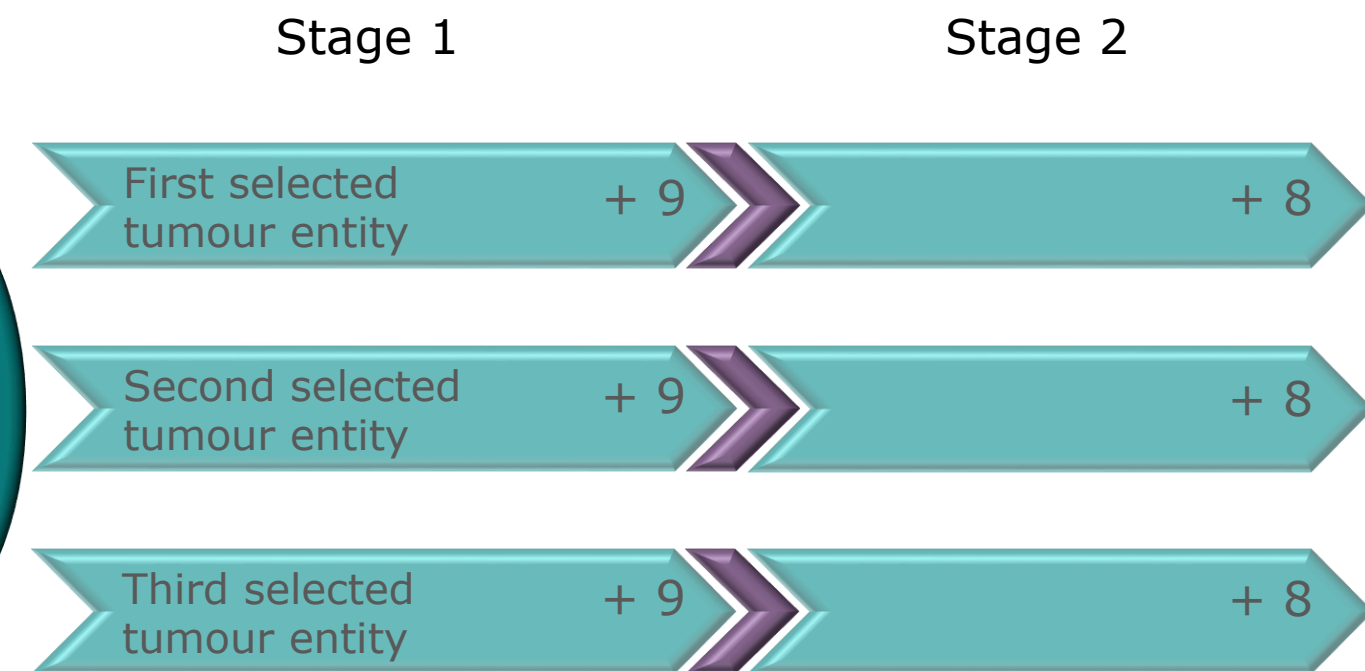 Stage 1 Stage 2
First selected
tumour entity
+ 9
+ 8
Second selected
tumour entity
+ 9
+ 8
Third selected
tumour entity
+ 9
+ 8